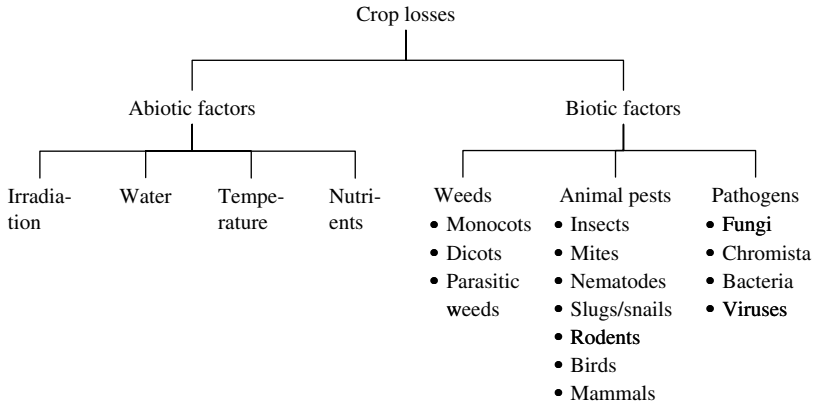 Crop losses
Abiotic factors
Biotic factors
Irradia-
tion
Water
Tempe-
rature
Nutri-
ents
Weeds
• Monocots
• Dicots
• Parasitic
weeds
Animal pests
• Insects
• Mites
• Nematodes
• Slugs/snails
• Rodents
• Birds
• Mammals
Pathogens
• Fungi
• Chromista
• Bacteria
• Viruses